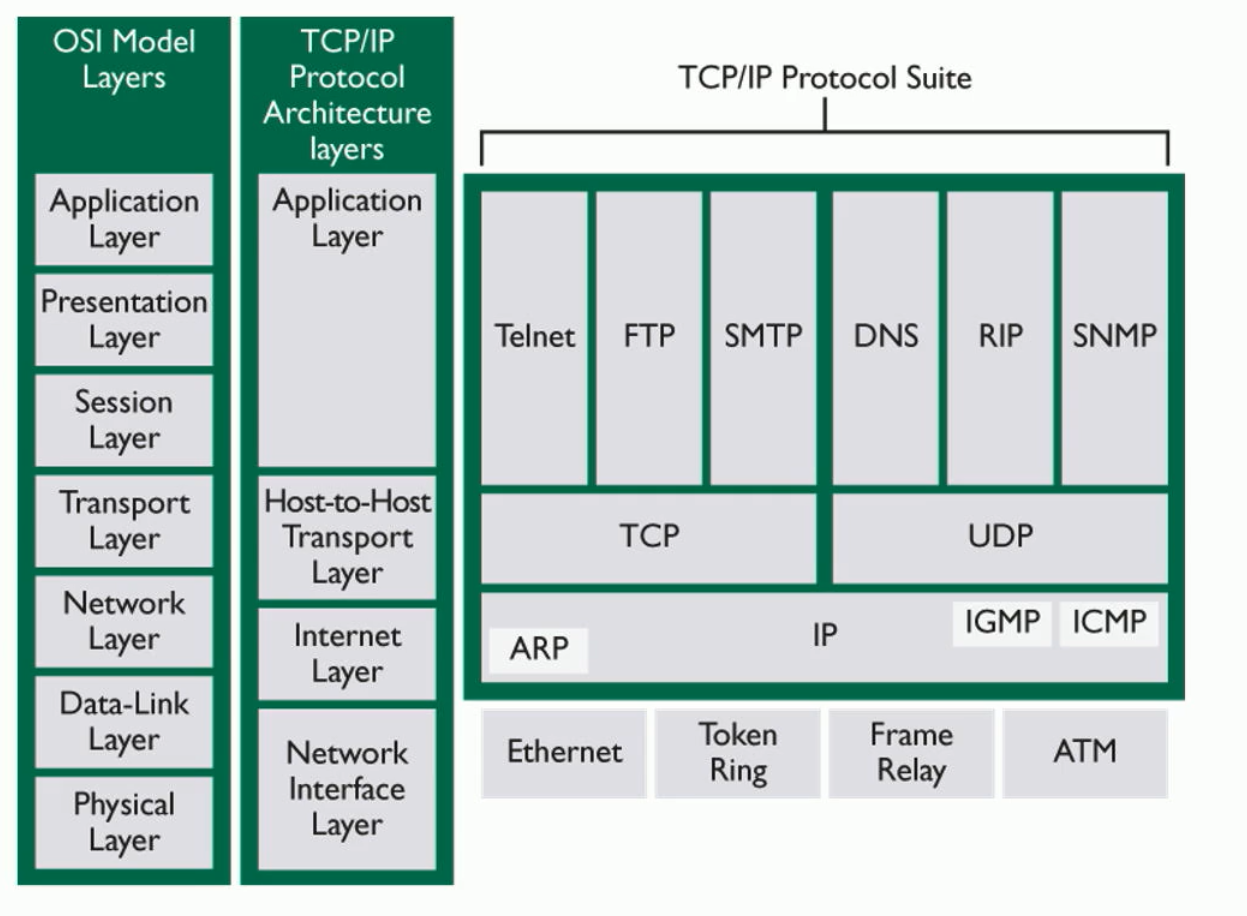 OSI Model
Layers
Application
Layer
Presentation
Layer
Session
Layer
Transport
Layer
Network
Layer
Data-Link
Layer
Physical
Layer
TCP/IP
Protocol
Architecture
layers
Application
Layer
Host-to-Host
Transport
Layer
Internet
Layer
Network
Interface
Layer
TCP/IP Protocol Suite
Telnet
FTP
SMTP
DNS
RIP
SNMP
TCP
UDP
ARP
IP
IGMP
ICMP
Ethernet
Token
Ring
Frame
Relay
ATM